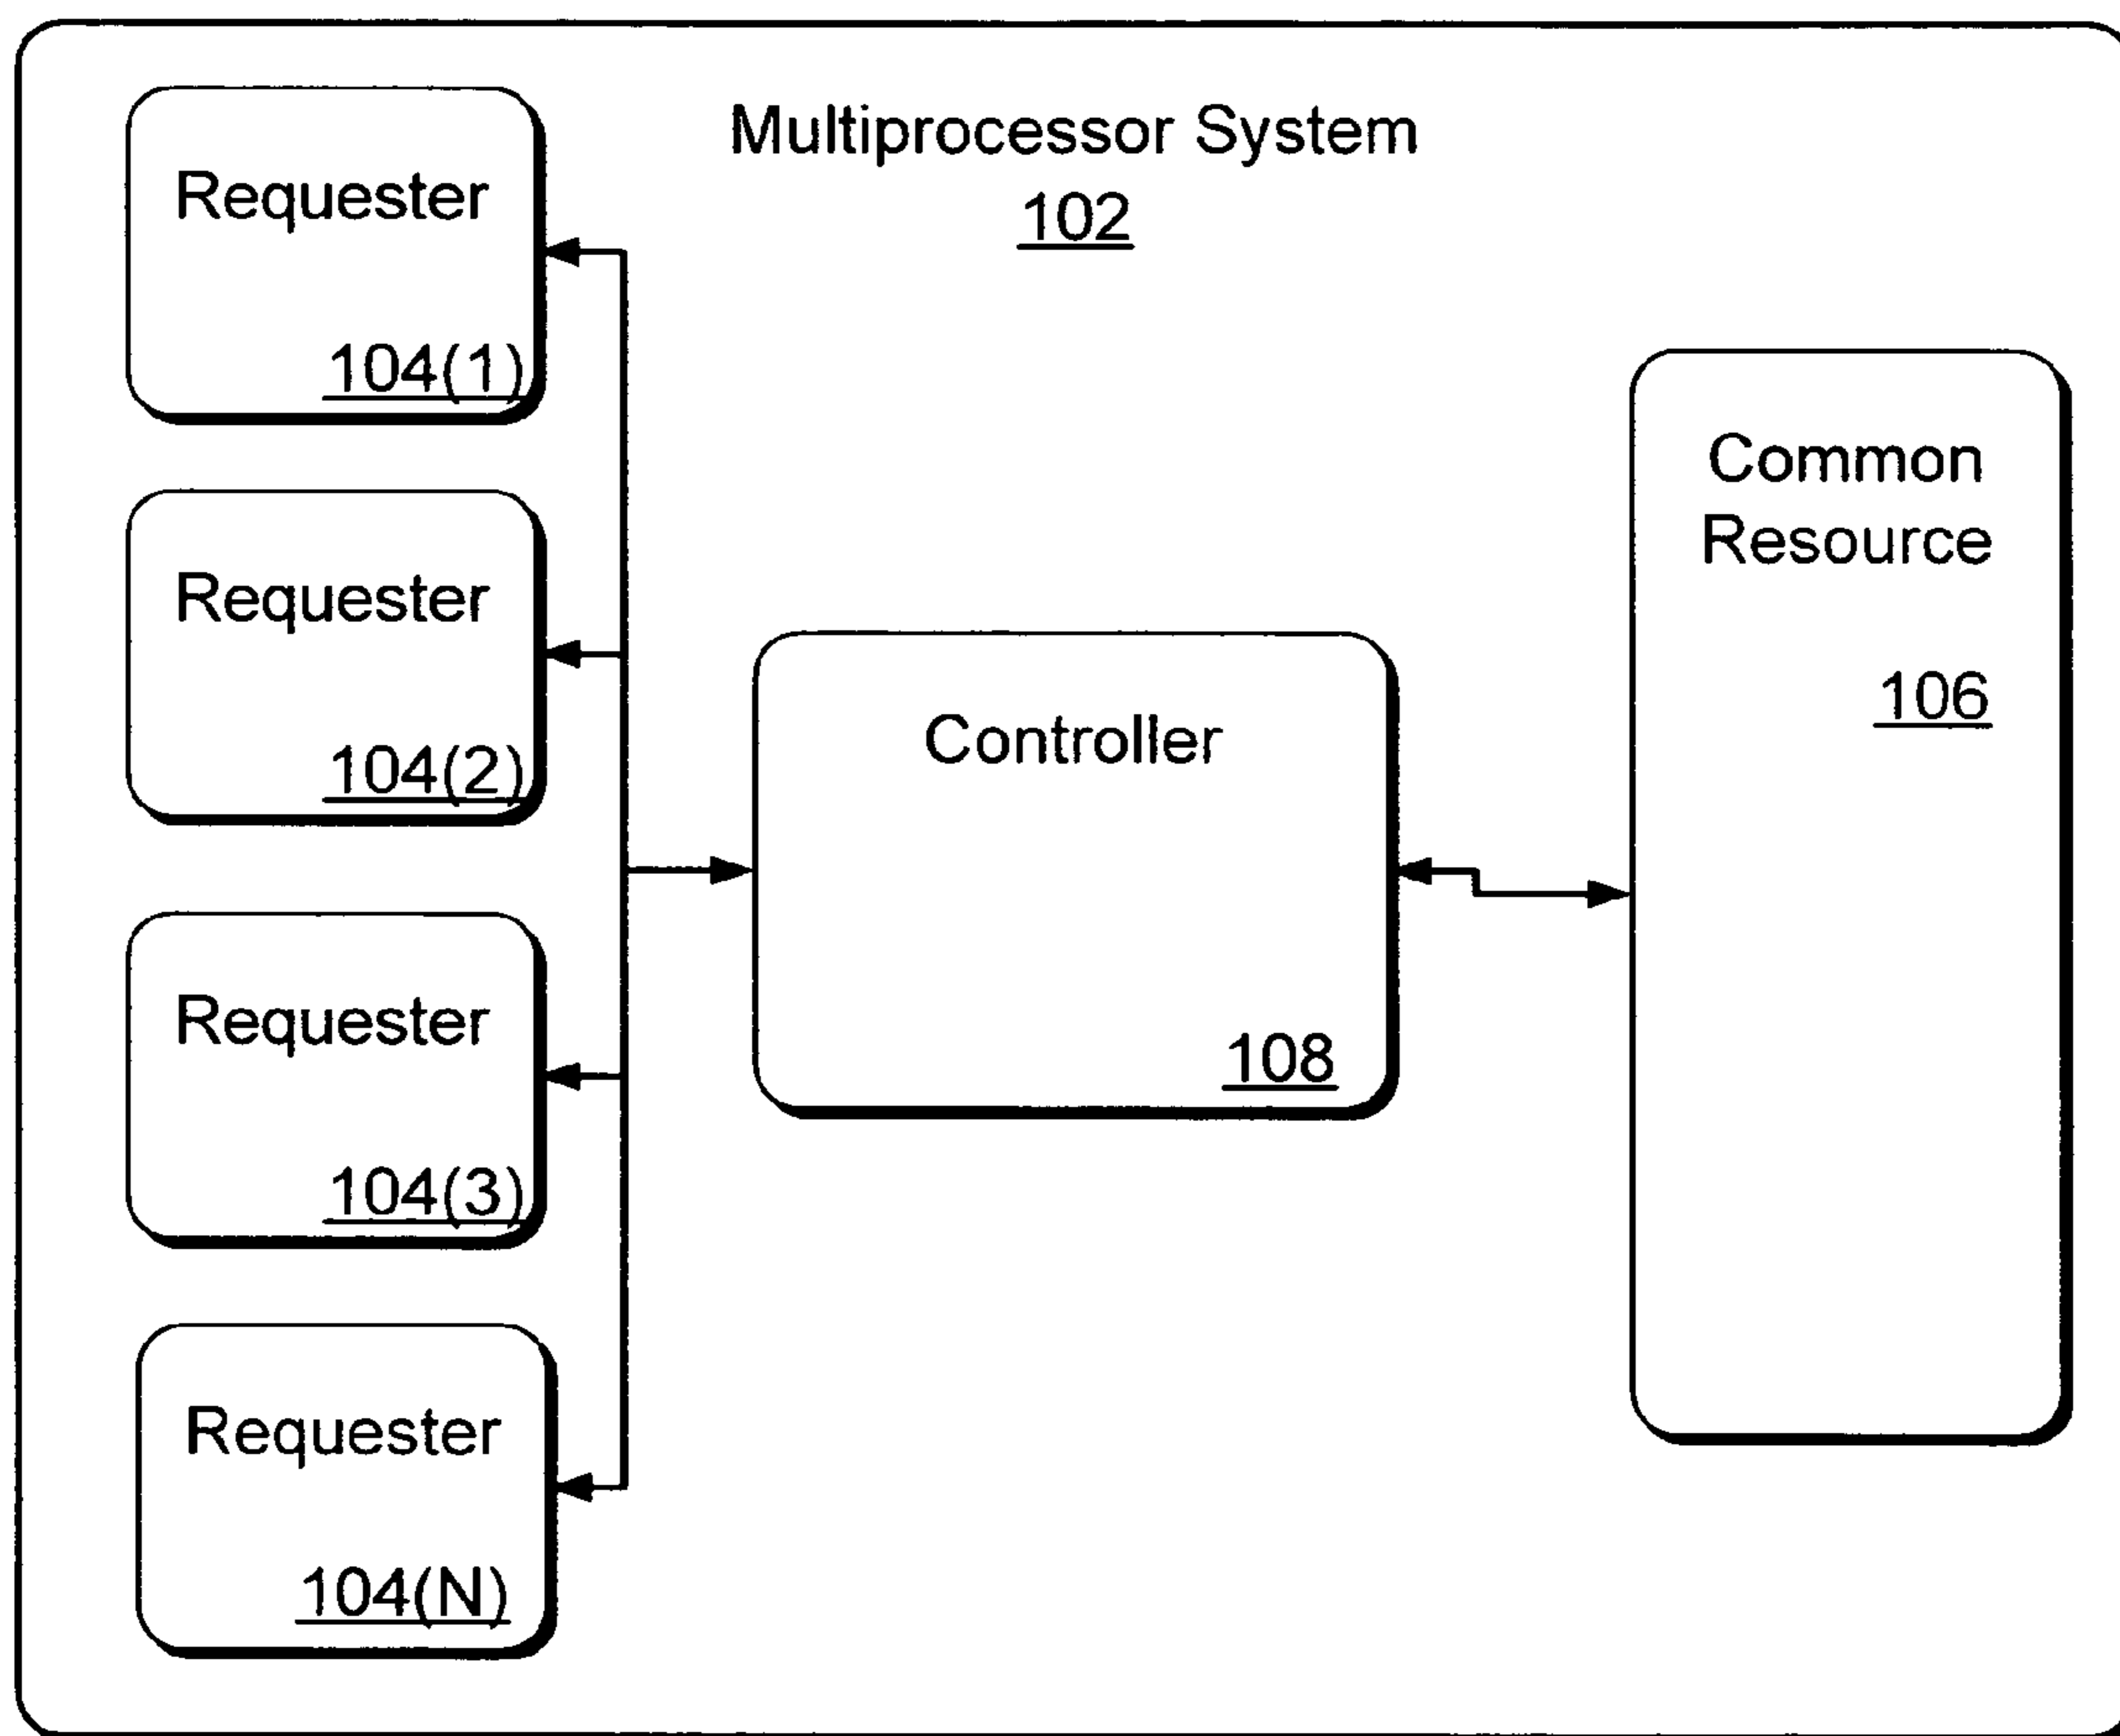 Multiprocessor System
102
Requester
104(1)
Requester
104(2)
Requester
104(3)
Requester
104(N)
Controller
108
Common
Resource
106